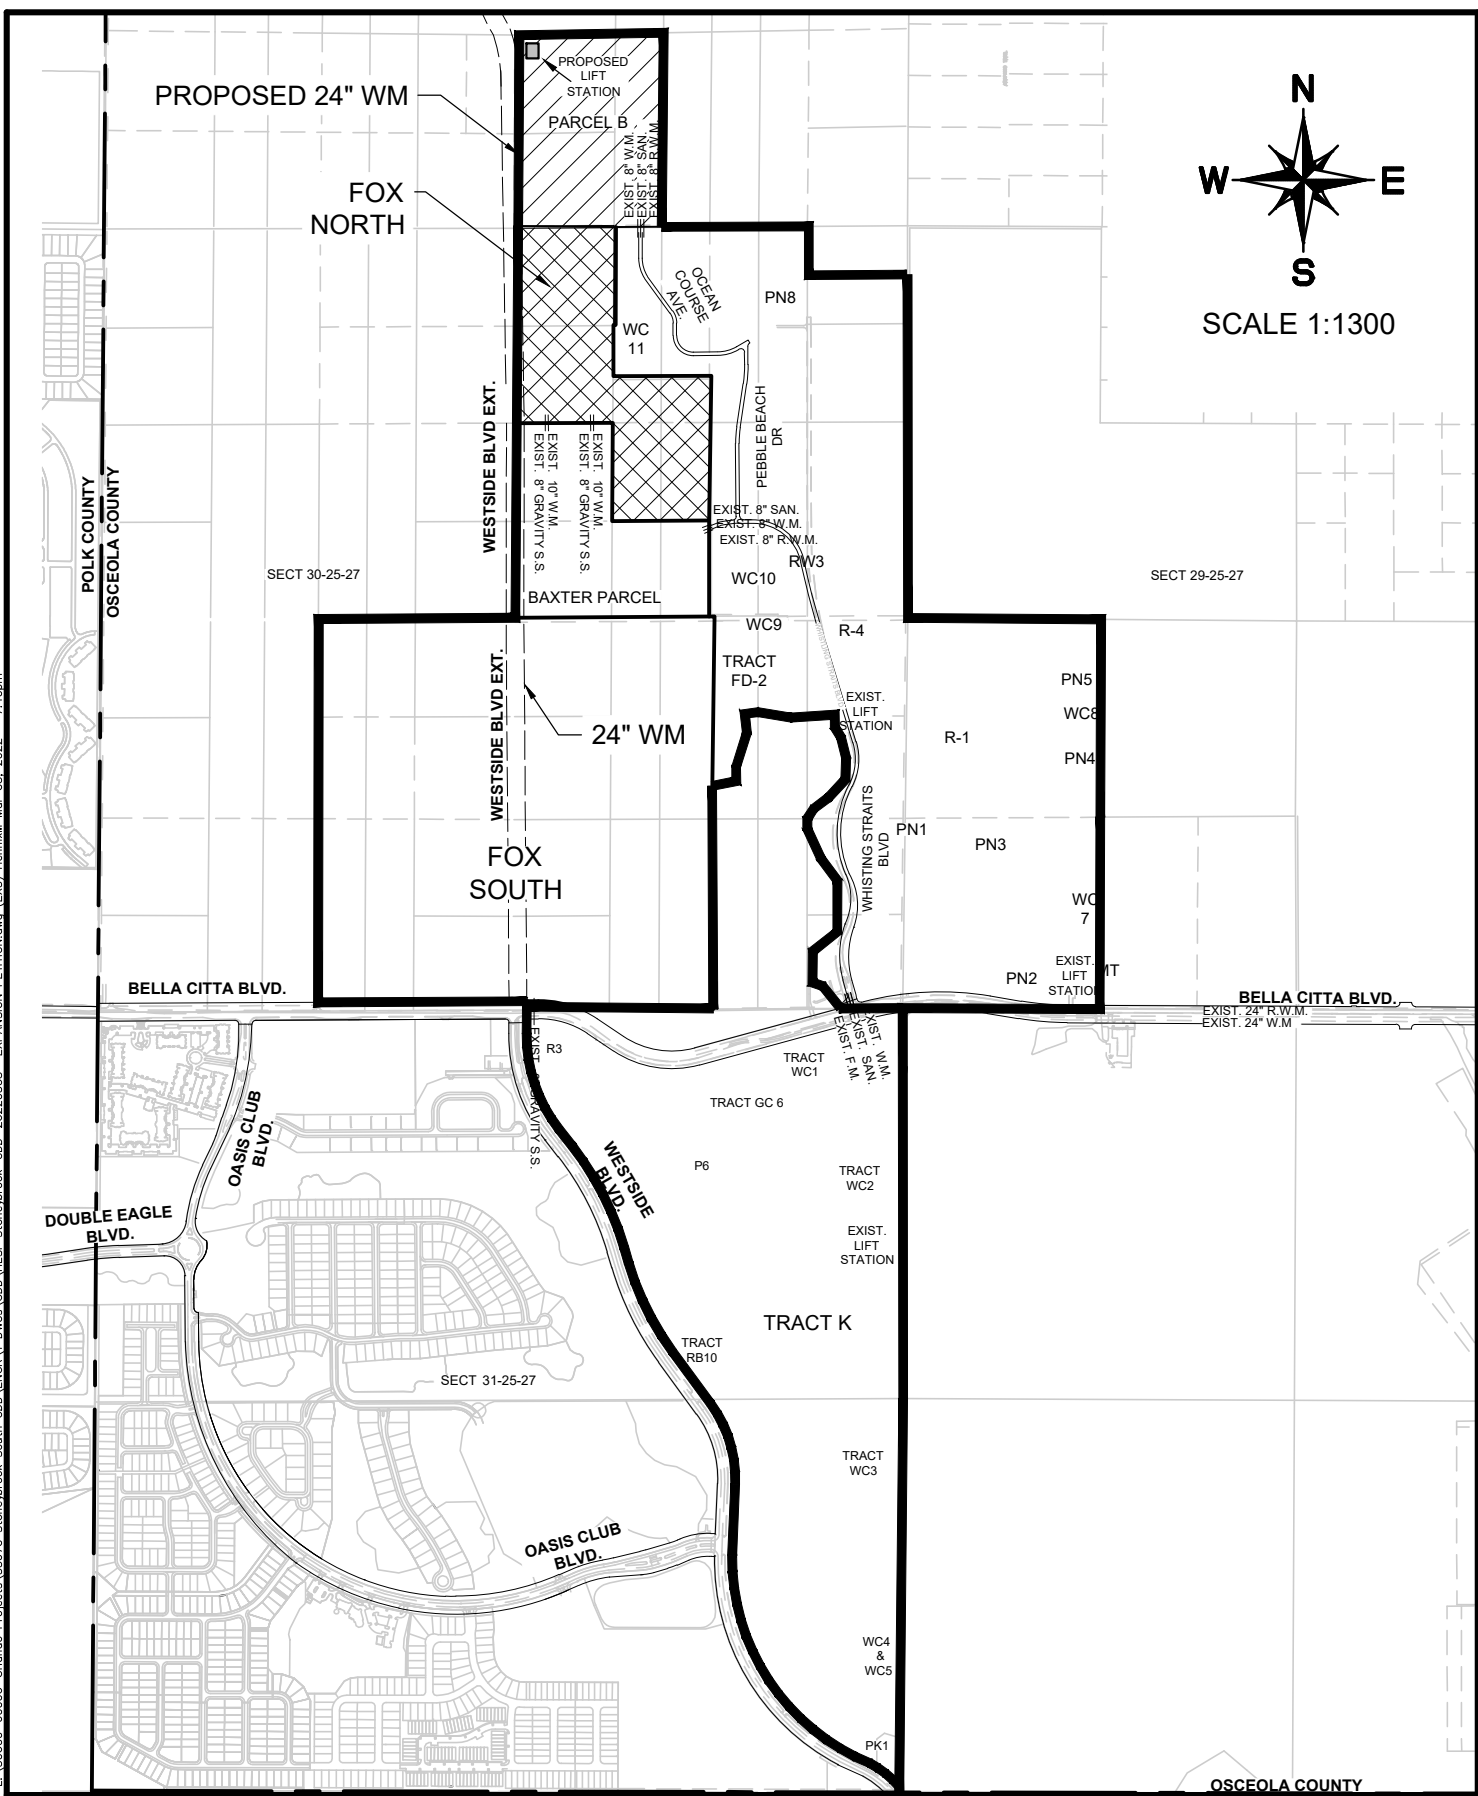 PROPOSED
LIFT
STATION
PARCEL B
PROPOSED 24" WM
FOX
NORTH
EXIST. 8" W.M.
EXIST. 8" SAN.
EXIST. 8" R.W.M.
N
W
E
S
SCALE 1:1300
OCEAN
COURSE
AVE.
PN8
WC
11
WESTSIDE BLVD EXT.
PEBBLE BEACH
DR
EXIST. 10" W.M.
EXIST. 8" GRAVITY S.S.
EXIST. 10" W.M.
EXIST. 8" GRAVITY S.S.
POLK COUNTY
OSCEOLA COUNTY
EXIST. 8" SAN.
EXIST. 8" W.M.
EXIST. 8" R.W.M.
RW3
SECT 30-25-27
WC10
SECT 29-25-27
BAXTER PARCEL
WC9
R-4
TRACT
FD-2
WESTSIDE BLVD EXT.
24" WM
EXIST.
LIFT
STATION
PN5
WC8
R-1
PN4
WHISTING STRAITS
BLVD
PN1
PN3
FOX
SOUTH
WC
7
EXIST.
LIFT
STATION
MT
PN2
BELLA CITTA BLVD.
BELLA CITTA BLVD.
EXIST. 24" R.W.M.
EXIST. 24" W.M
EXIST. W.M.
EXIST. SAN.
EXIST. F.M.
R3
EXIST. 8" GRAVITY S.S.
TRACT
WC1
TRACT GC 6
OASIS CLUB
BLVD.
WESTSIDE
BLVD.
P6
TRACT
WC2
DOUBLE EAGLE
BLVD.
EXIST.
LIFT
STATION
TRACT K
TRACT
RB10
SECT 31-25-27
TRACT
WC3
OASIS CLUB
BLVD.
WC4
&
WC5
PK1
OSCEOLA COUNTY